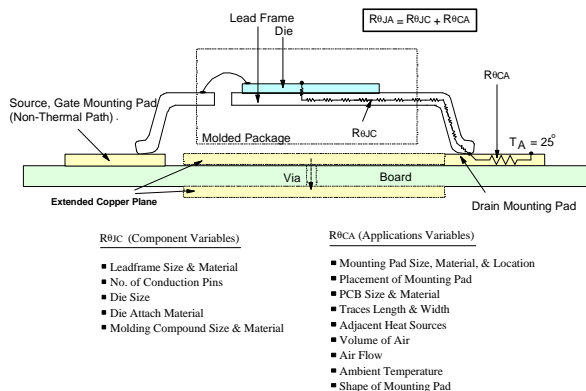 RθJA = RθJC + RθCA
Lead Frame
Die
RθCA
Source, Gate Mounting Pad
(Non-Thermal Path)
RθJC
Molded Package
TA = 25°
Via
Board
Extended Copper Plane
Drain Mounting Pad
RθJC (Component Variables)
■ Leadframe Size & Material
■ No. of Conduction Pins
■ Die Size
■ Die Attach Material
■ Molding Compound Size & Material
RθCA (Applications Variables)
■ Mounting Pad Size, Material, & Location
■ Placement of Mounting Pad
■ PCB Size & Material
■ Traces Length & Width
■ Adjacent Heat Sources
■ Volume of Air
■ Air Flow
■ Ambient Temperature
■ Shape of Mounting Pad